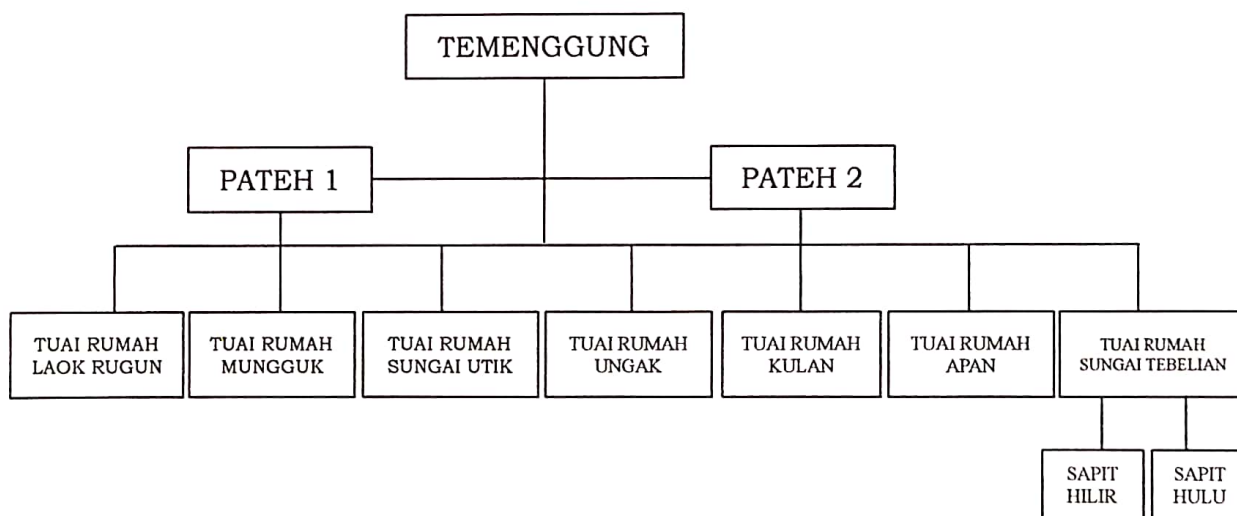 TEMENGGUNG
PATEH 1
PATEH 2
TUAI RUMAH
LAOK RUGUN
TUAI RUMAH
MUNGGUK
TUAI RUMAH
SUNGAI UTIK
TUAI RUMAH
UNGAK
TUAI RUMAH
KULAN
TUAI RUMAH
APAN
TUAI RUMAH
SUNGAI TEBELIAN
SAPIT
HILIR
SAPIT
HULU